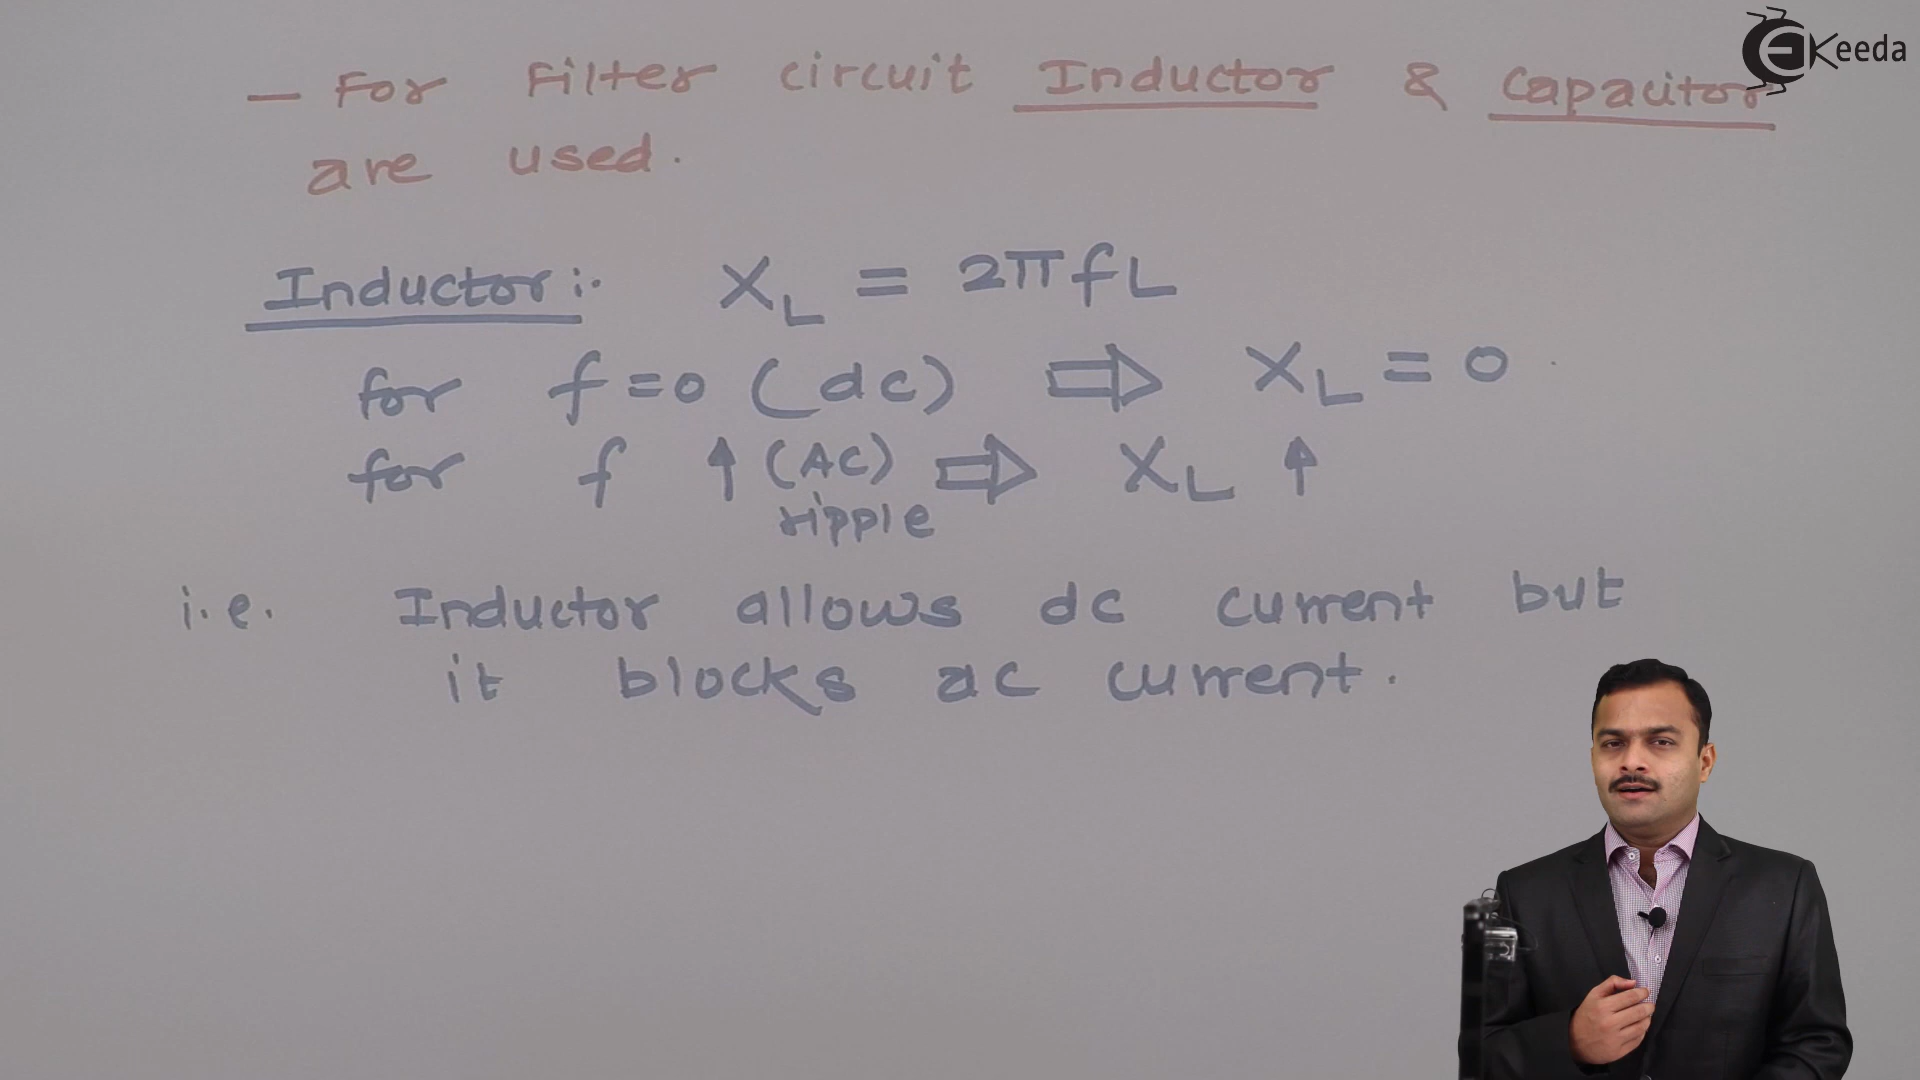 - For Filter circuit Inductor & Capacitor
are used.
Inductor:- X_L = 2πfL
for f=0 (dc) ⇒ X_L = 0
for f ↑ (AC) ⇒ X_L ↑
ripple
i.e. Inductor allows dc current but
it blocks ac current.
EKeeda